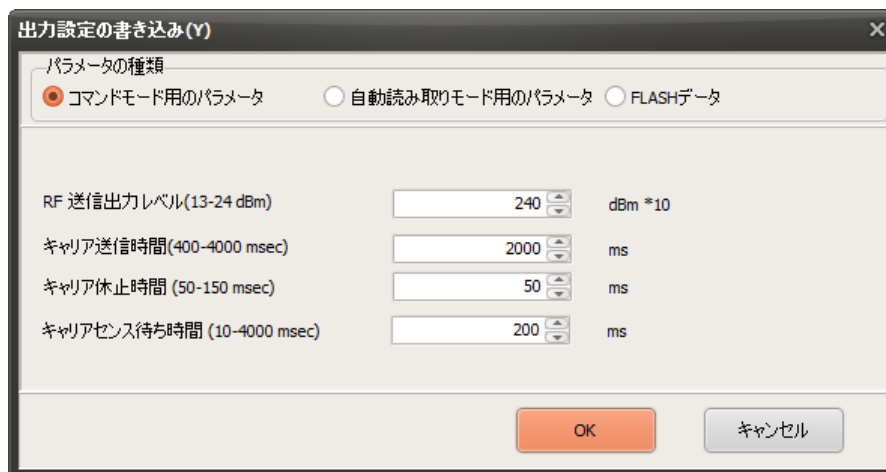 出力設定の書き込み(Y)
パラメータの種類
コマンドモード用のパラメータ 自動読み取りモード用のパラメータ FLASHデータ
RF 送信出力レベル(13-24 dBm) 240 dBm *10
キャリア送信時間(400-4000 msec) 2000 ms
キャリア休止時間 (50-150 msec) 50 ms
キャリアセンス待ち時間 (10-4000 msec) 200 ms
OK キャンセル